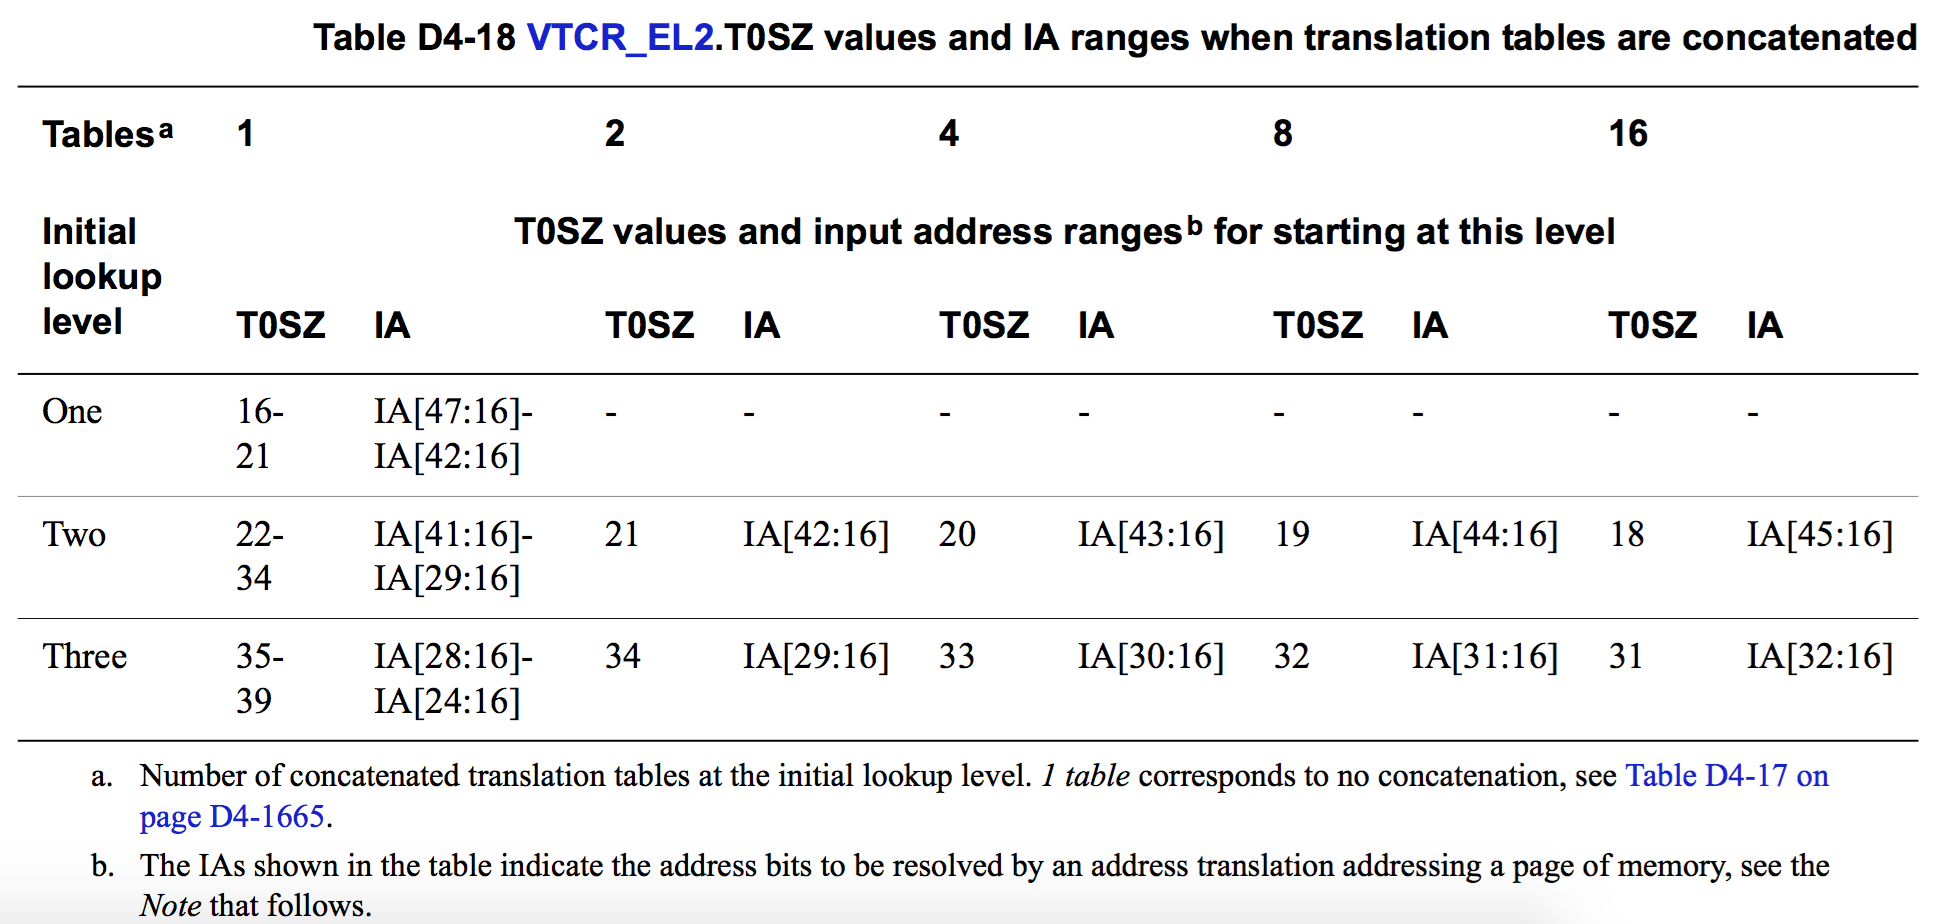 Table D4-18 VTCR_EL2.T0SZ values and IA ranges when translation tables are concatenated
Tables a 1 2 4 8 16
Initial lookup level T0SZ values and input address ranges b for starting at this level
T0SZ IA T0SZ IA T0SZ IA T0SZ IA T0SZ IA
One 16- IA[47:16]- - - - - - - - -
21 IA[42:16]
Two 22- IA[41:16]- 21 IA[42:16] 20 IA[43:16] 19 IA[44:16] 18 IA[45:16]
34 IA[29:16]
Three 35- IA[28:16]- 34 IA[29:16] 33 IA[30:16] 32 IA[31:16] 31 IA[32:16]
39 IA[24:16]
a. Number of concatenated translation tables at the initial lookup level. 1 table corresponds to no concatenation, see Table D4-17 on
page D4-1665.
b. The IAs shown in the table indicate the address bits to be resolved by an address translation addressing a page of memory, see the
Note that follows.